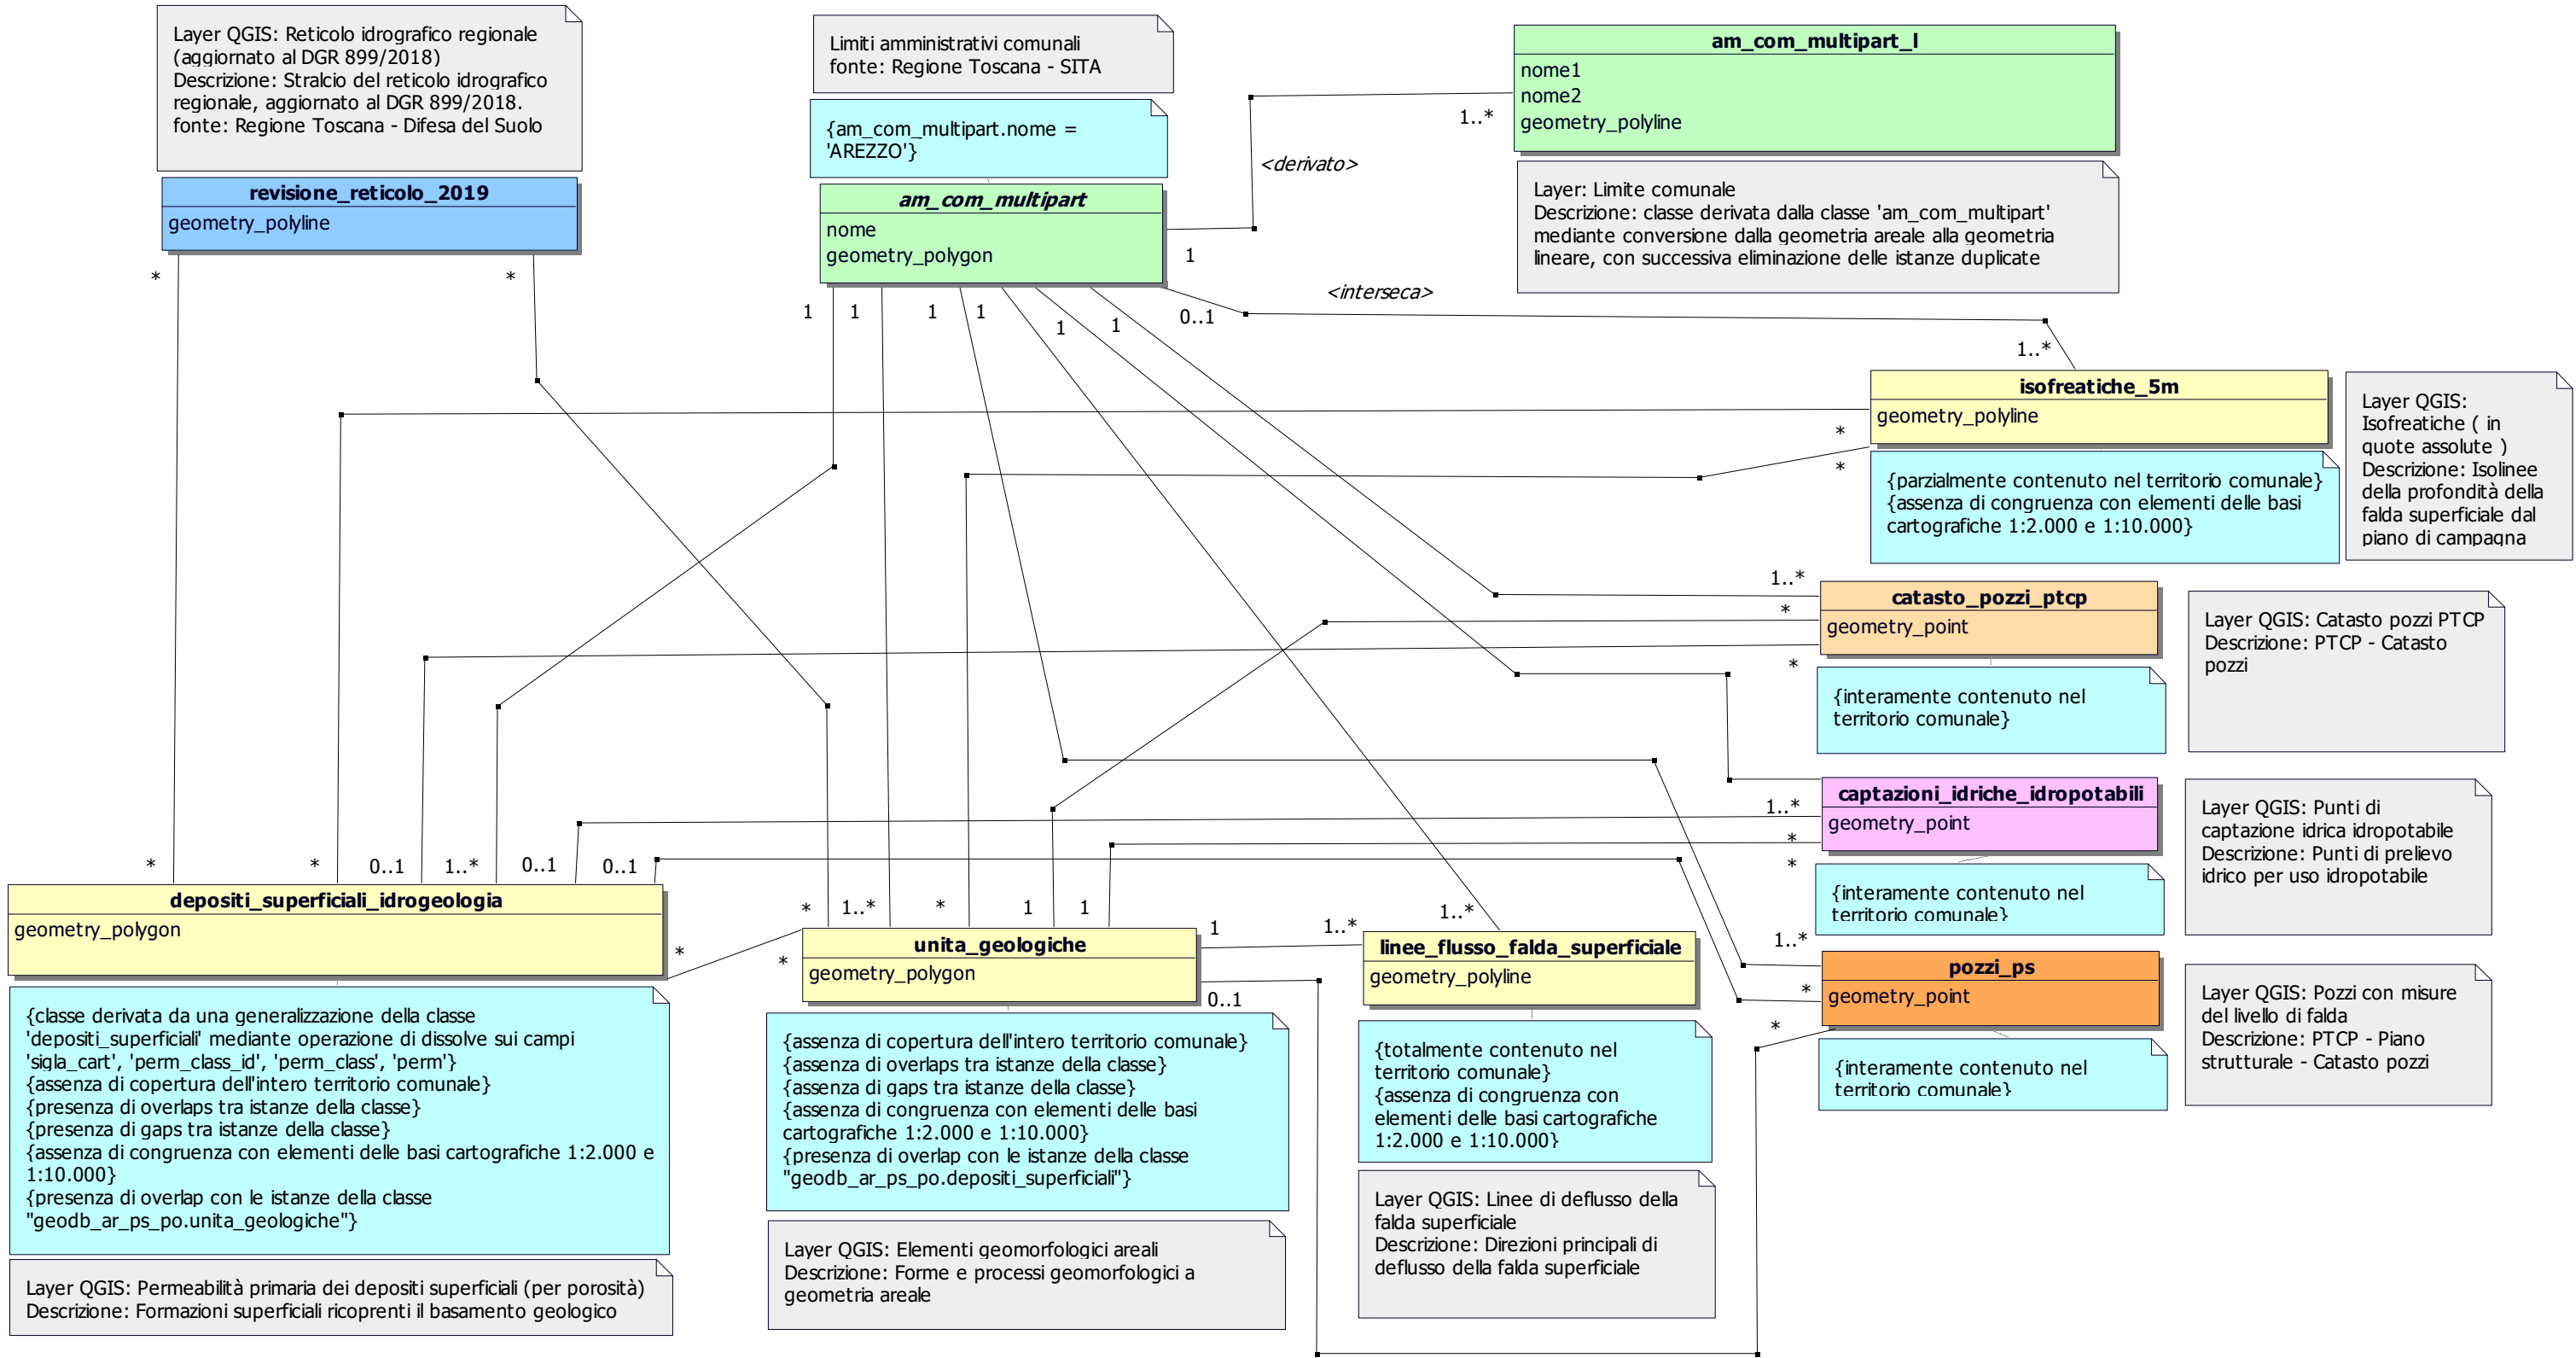 Layer QGIS: Reticolo idrografico regionale
(aggiornato al DGR 899/2018)
Descrizione: Stralcio del reticolo idrografico
regionale, aggiornato al DGR 899/2018.
fonte: Regione Toscana - Difesa del Suolo
Limiti amministrativi comunali
fonte: Regione Toscana - SITA
{am_com_multipart.nome =
'AREZZO'}
am_com_multipart_l
nome1
nome2
geometry_polyline
1..*
<derivato>
Layer: Limite comunale
Descrizione: classe derivata dalla classe 'am_com_multipart'
mediante conversione dalla geometria areale alla geometria
lineare, con successiva eliminazione delle istanze duplicate
revisione_reticolo_2019
geometry_polyline
*
*
am_com_multipart
nome
geometry_polygon
1
<interseca>
1
1
1
1
1
1
0..1
1..*
isofreatiche_5m
geometry_polyline
*
*
{parzialmente contenuto nel territorio comunale}
{assenza di congruenza con elementi delle basi
cartografiche 1:2.000 e 1:10.000}
Layer QGIS:
Isofreatiche ( in
quote assolute )
Descrizione: Isolinee
della profondità della
falda superficiale dal
piano di campagna
1..*
*
catasto_pozzi_ptcp
geometry_point
*
{interamente contenuto nel
territorio comunale}
Layer QGIS: Catasto pozzi PTCP
Descrizione: PTCP - Catasto
pozzi
captazioni_idriche_idropotabili
geometry_point
1..*
*
*
{interamente contenuto nel
territorio comunale}
Layer QGIS: Punti di
captazione idrica idropotabile
Descrizione: Punti di prelievo
idrico per uso idropotabile
*
*
0..1
1..*
0..1
0..1
depositi_superficiali_idrogeologia
geometry_polygon
*
*
*
1..*
*
1
1
unita_geologiche
geometry_polygon
1
0..1
1..*
1..*
linee_flusso_falda_superficiale
geometry_polyline
1..*
*
*
pozzi_ps
geometry_point
{interamente contenuto nel
territorio comunale}
Layer QGIS: Pozzi con misure
del livello di falda
Descrizione: PTCP - Piano
strutturale - Catasto pozzi
{classe derivata da una generalizzazione della classe
'depositi_superficiali' mediante operazione di dissolve sui campi
'sigla_cart', 'perm_class_id', 'perm_class', 'perm'}
{assenza di copertura dell'intero territorio comunale}
{presenza di overlaps tra istanze della classe}
{presenza di gaps tra istanze della classe}
{assenza di congruenza con elementi delle basi cartografiche 1:2.000 e
1:10.000}
{presenza di overlap con le istanze della classe
"geodb_ar_ps_po.unita_geologiche"}
Layer QGIS: Permeabilità primaria dei depositi superficiali (per porosità)
Descrizione: Formazioni superficiali ricoprenti il basamento geologico
{assenza di copertura dell'intero territorio comunale}
{assenza di overlaps tra istanze della classe}
{assenza di gaps tra istanze della classe}
{assenza di congruenza con elementi delle basi
cartografiche 1:2.000 e 1:10.000}
{presenza di overlap con le istanze della classe
"geodb_ar_ps_po.depositi_superficiali"}
Layer QGIS: Elementi geomorfologici areali
Descrizione: Forme e processi geomorfologici a
geometria areale
{totalmente contenuto nel
territorio comunale}
{assenza di congruenza con
elementi delle basi cartografiche
1:2.000 e 1:10.000}
Layer QGIS: Linee di deflusso della
falda superficiale
Descrizione: Direzioni principali di
deflusso della falda superficiale